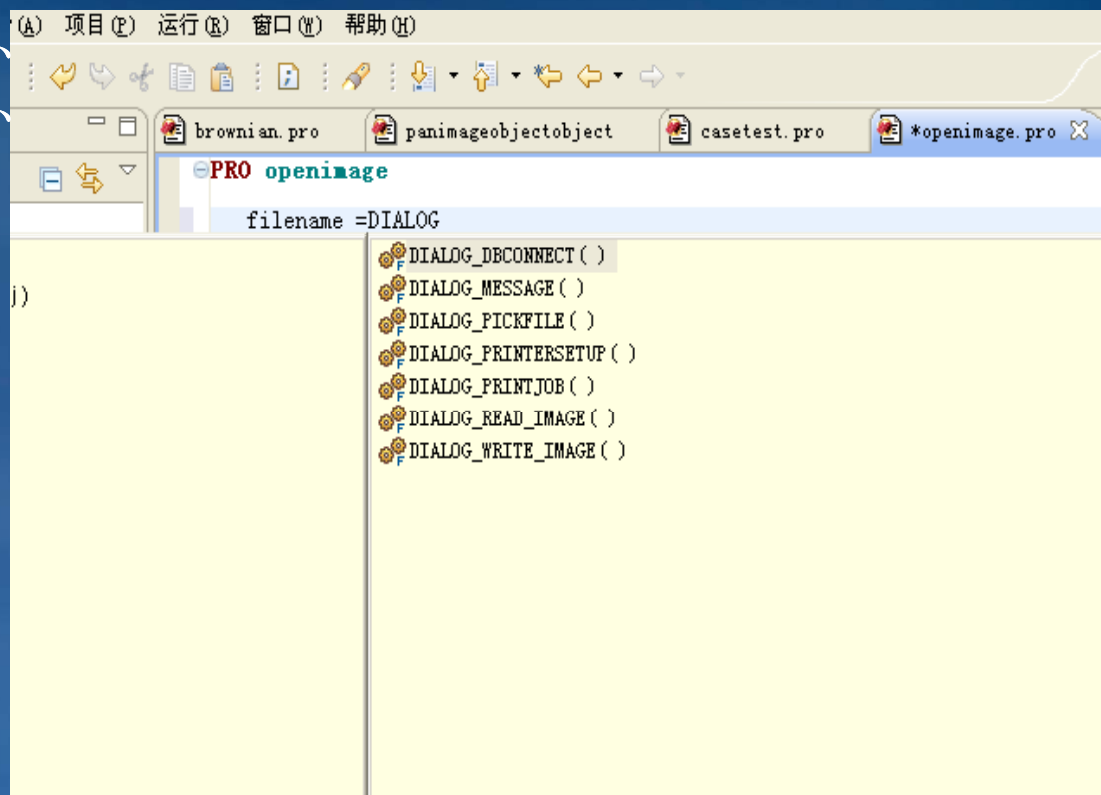 (A) 项目(P) 运行(R) 窗口(W) 帮助(H)
brownian.pro panimageobjectobject casetest.pro *openimage.pro
PRO openimage
filename =DIALOG
j)
DIALOG_DBCONNECT( )
DIALOG_MESSAGE( )
DIALOG_PICKFILE( )
DIALOG_PRINTERSETUP( )
DIALOG_PRINTJOB( )
DIALOG_READ_IMAGE( )
DIALOG_WRITE_IMAGE( )